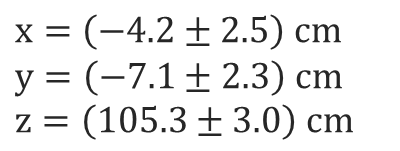 x = (−4.2 ± 2.5) cm
y = (−7.1 ± 2.3) cm
z = (105.3 ± 3.0) cm